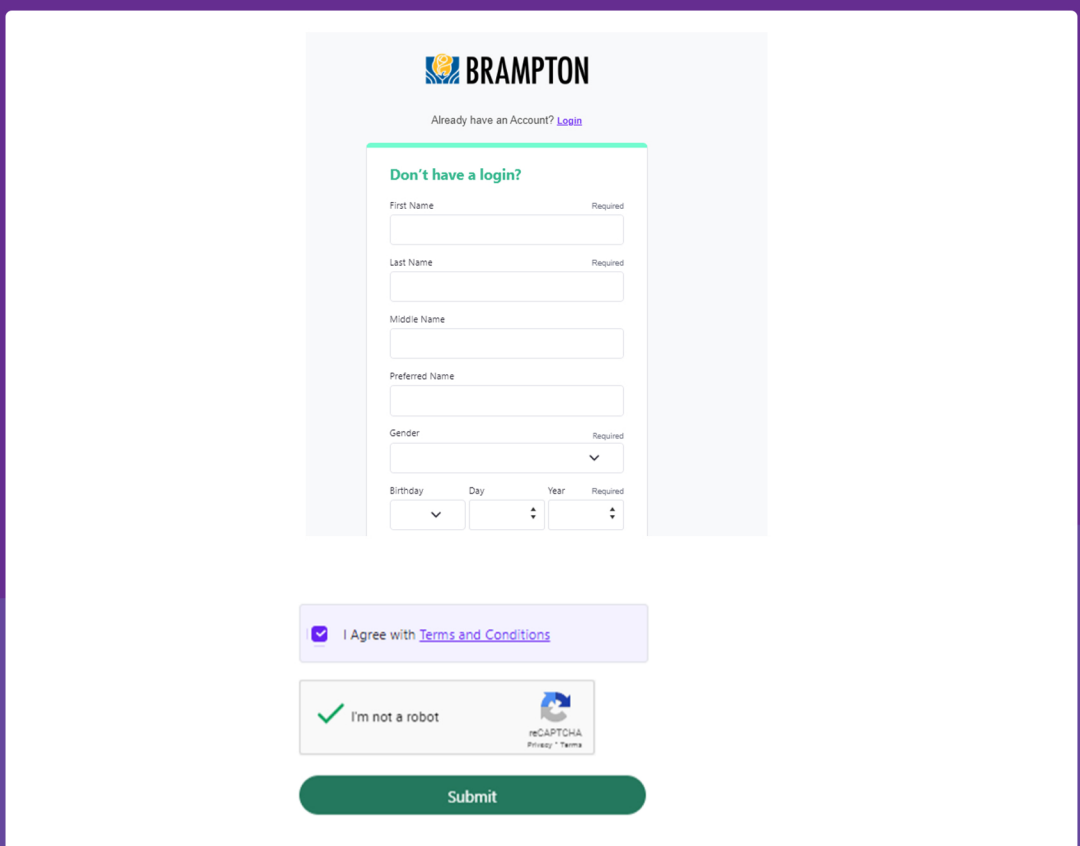 BRAMPTON
Already have an Account? Login
Don't have a login?
First Name Required
Last Name Required
Middle Name
Preferred Name
Gender Required
Birthday Day Year Required
I Agree with Terms and Conditions
I'm not a robot
reCAPTCHA
Privacy * Terms
Submit